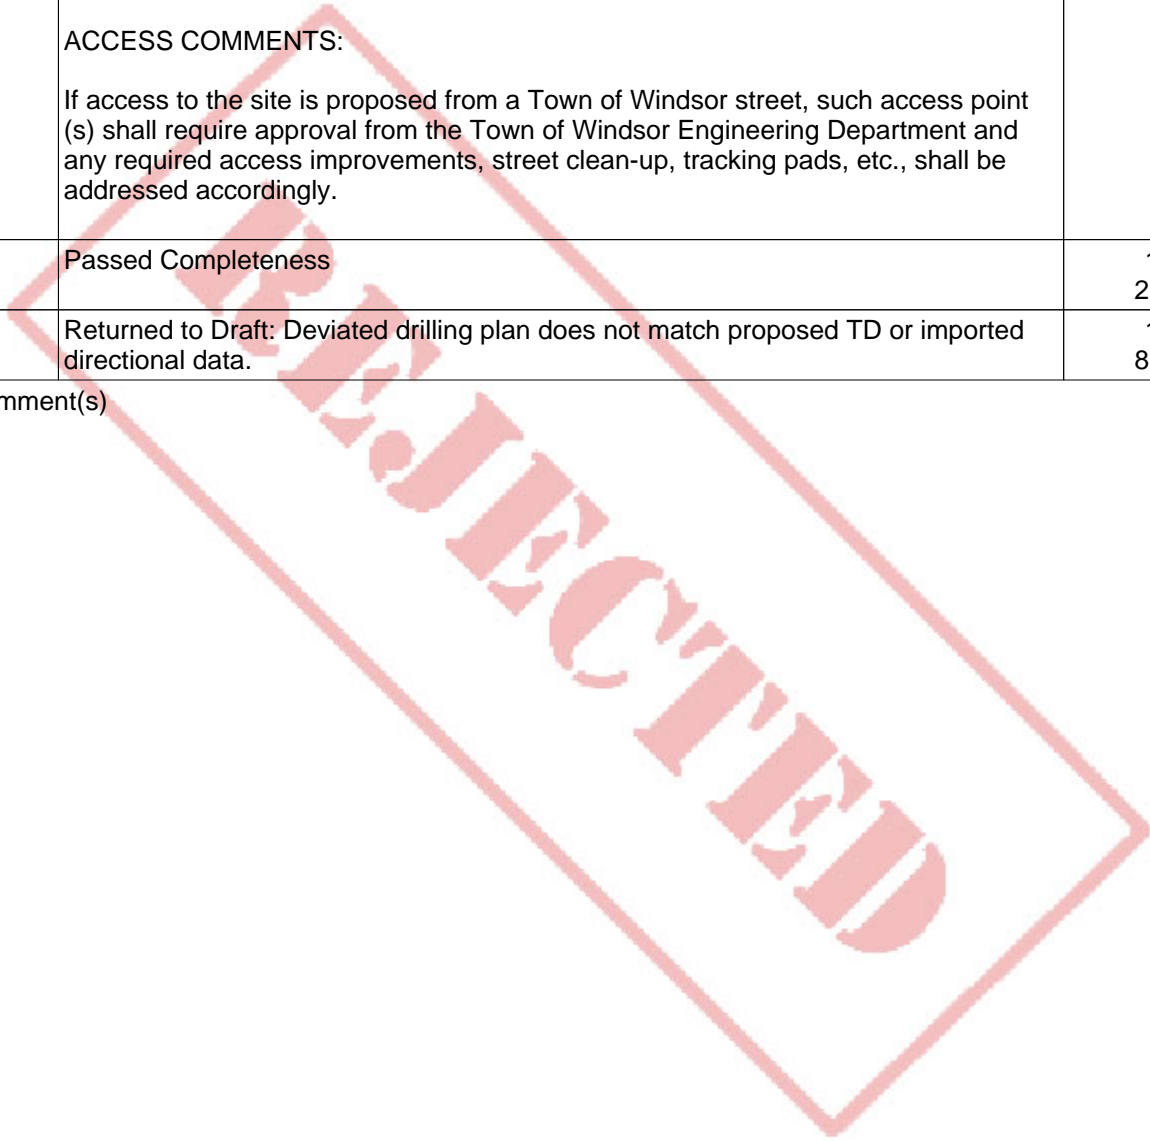 ACCESS COMMENTS:
If access to the site is proposed from a Town of Windsor street, such access point
(s) shall require approval from the Town of Windsor Engineering Department and
any required access improvements, street clean-up, tracking pads, etc., shall be
addressed accordingly.
Passed Completeness
2
Returned to Draft: Deviated drilling plan does not match proposed TD or imported
directional data.
8
mment(s)
REJECTED